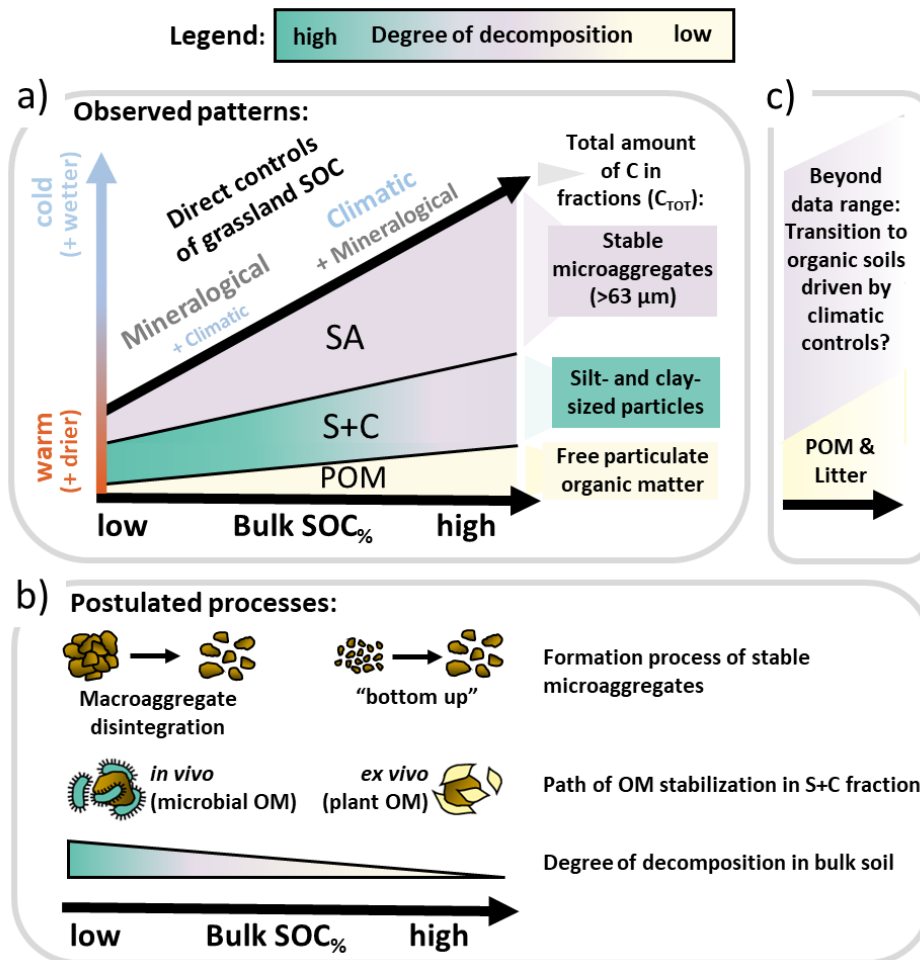 Legend: high Degree of decomposition low
a)
Observed patterns:
cold
(+ wetter)
warm
(+ drier)
Direct controls
of grassland SOC
Mineralogical
+ Climatic
Climatic
+ Mineralogical
SA
S+C
POM
low Bulk SOC% high
Total amount
of C in
fractions (CTOT):
Stable
microaggregates
(>63 µm)
Silt- and clay-
sized particles
Free particulate
organic matter
c)
Beyond
data range:
Transition to
organic soils
driven by
climatic
controls?
POM &
Litter
b)
Postulated processes:
Macroaggregate
disintegration
"bottom up"
Formation process of stable
microaggregates
in vivo
(microbial OM)
ex vivo
(plant OM)
Path of OM stabilization in S+C fraction
Degree of decomposition in bulk soil
low Bulk SOC% high